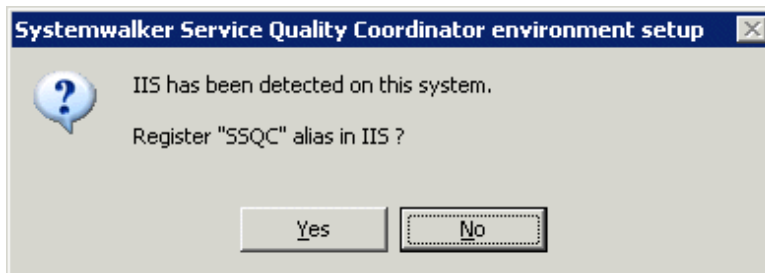 Systemwalker Service Quality Coordinator environment setup
IIS has been detected on this system.
Register "SSQC" alias in IIS ?
Yes No